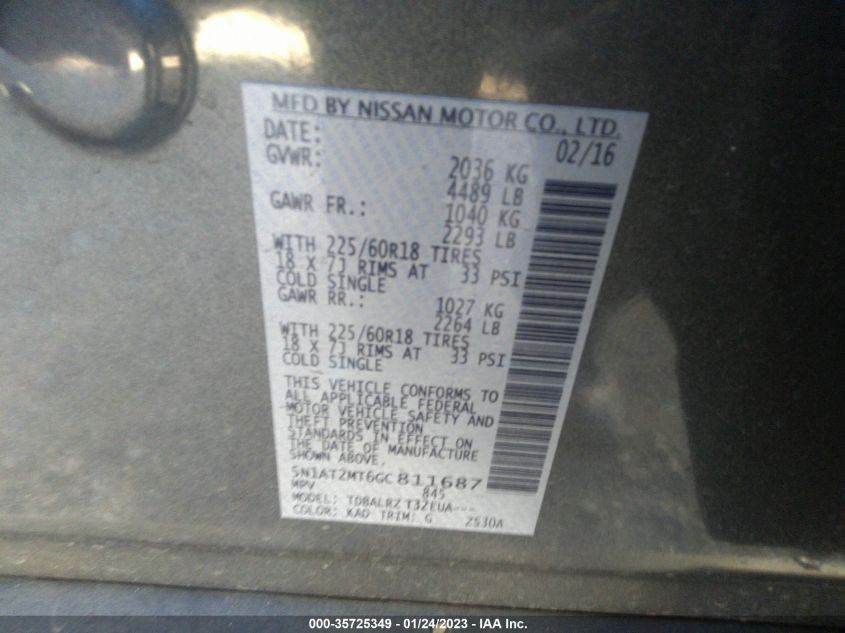 MFD BY NISSAN MOTOR CO., LTD.
DATE: 02/16
GVWR: 2036 KG
4489 LB
GAWR FR.: 1040 KG
2293 LB
WITH 225/60R18 TIRES
18 X 7J RIMS AT 33 PSI
COLD SINGLE
GAWR RR.: 1027 KG
2264 LB
WITH 225/60R18 TIRES
18 X 7J RIMS AT 33 PSI
COLD SINGLE
THIS VEHICLE CONFORMS TO
ALL APPLICABLE FEDERAL
MOTOR VEHICLE SAFETY AND
THEFT PREVENTION
STANDARDS IN EFFECT ON
THE DATE OF MANUFACTURE
SHOWN ABOVE.
5N1AT2MT6GC811687
MPV 845
MODEL: TDBALRZ T32EUA---
COLOR: KAD TRIM: G 2530A
000-35725349 - 01/24/2023 - IAA Inc.